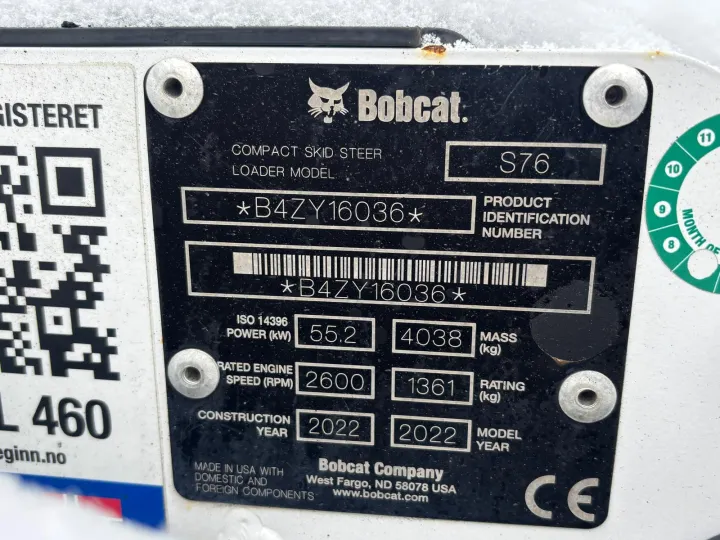 GISTERET
L 460
eginn.no
Bobcat.
COMPACT SKID STEER
LOADER MODEL
S76
*B4ZY16036*
PRODUCT
IDENTIFICATION
NUMBER
*B4ZY16036*
ISO 14396
POWER (kW)
55.2
4038
MASS
(kg)
RATED ENGINE
SPEED (RPM)
2600
1361
RATING
(kg)
CONSTRUCTION
YEAR
2022
2022
MODEL
YEAR
MADE IN USA WITH
DOMESTIC AND
FOREIGN COMPONENTS
Bobcat Company
West Fargo, ND 58078 USA
www.bobcat.com
CE
11
10
9
8
MONTH OF